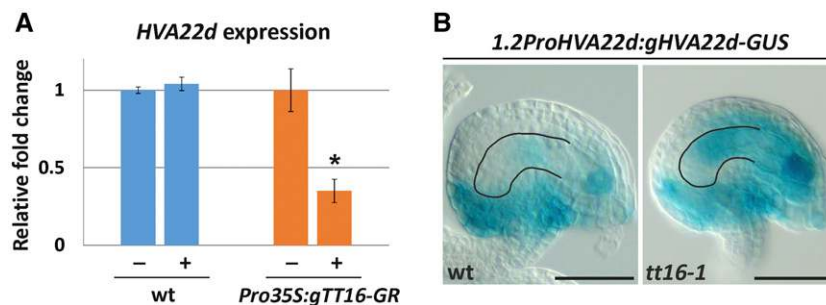 A
HVA22d expression
Relative fold change
1
0.5
0
*
– + – +
wt Pro35S:gTT16-GR
B
1.2ProHVA22d:gHVA22d-GUS
wt tt16-1